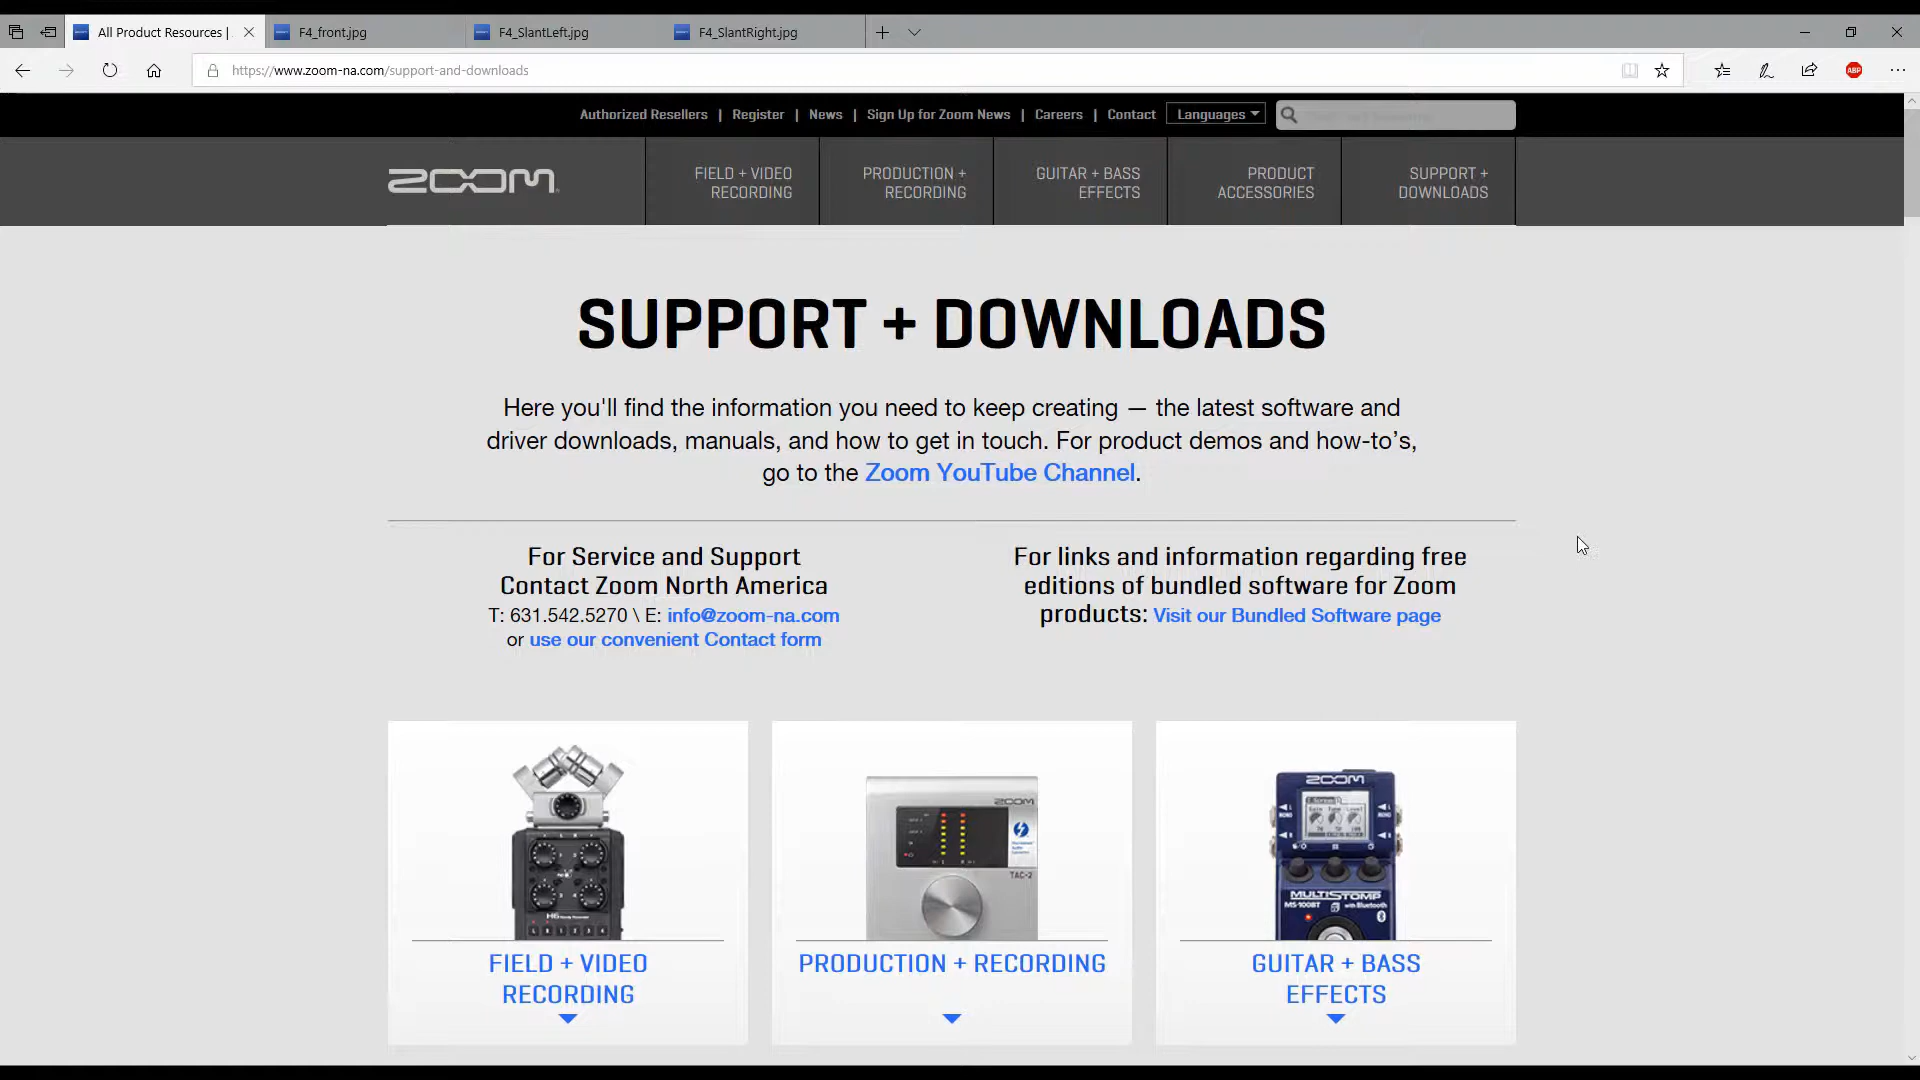 All Product Resources |
F4_front.jpg
F4_SlantLeft.jpg
F4_SlantRight.jpg
https://www.zoom-na.com/support-and-downloads
ABP
Authorized Resellers | Register | News | Sign Up for Zoom News | Careers | Contact
Languages
ZOOM
FIELD + VIDEO
RECORDING
PRODUCTION +
RECORDING
GUITAR + BASS
EFFECTS
PRODUCT
ACCESSORIES
SUPPORT +
DOWNLOADS
SUPPORT + DOWNLOADS
Here you'll find the information you need to keep creating — the latest software and
driver downloads, manuals, and how to get in touch. For product demos and how-to’s,
go to the Zoom YouTube Channel.
For Service and Support
Contact Zoom North America
T: 631.542.5270 \ E: info@zoom-na.com
or use our convenient Contact form
For links and information regarding free
editions of bundled software for Zoom
products: Visit our Bundled Software page
H6
ZOOM
TAC-2
ZOOM
MULTISTOMP
MS-100BT
with Bluetooth
FIELD + VIDEO
RECORDING
PRODUCTION + RECORDING
GUITAR + BASS
EFFECTS